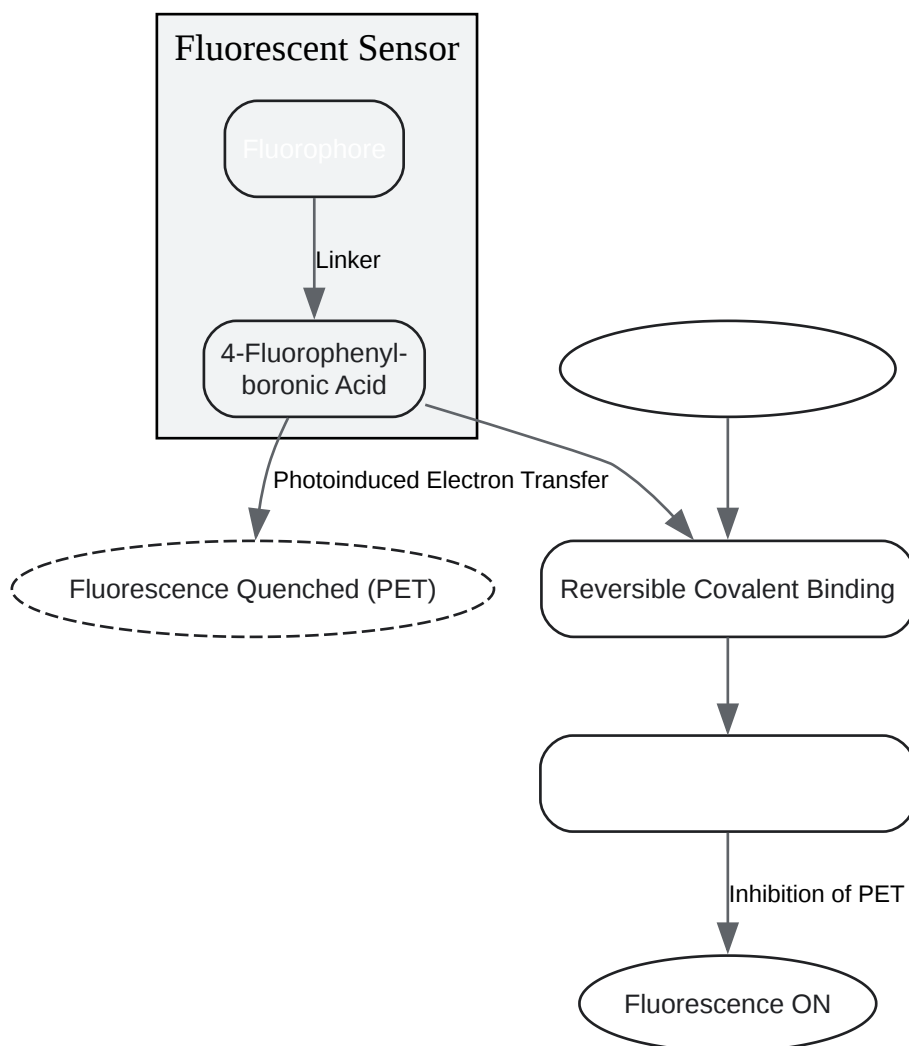 Fluorescent Sensor
Fluorophore
Linker
4-Fluorophenyl-
boronic Acid
Photoinduced Electron Transfer
Fluorescence Quenched (PET)
Reversible Covalent Binding
Inhibition of PET
Fluorescence ON